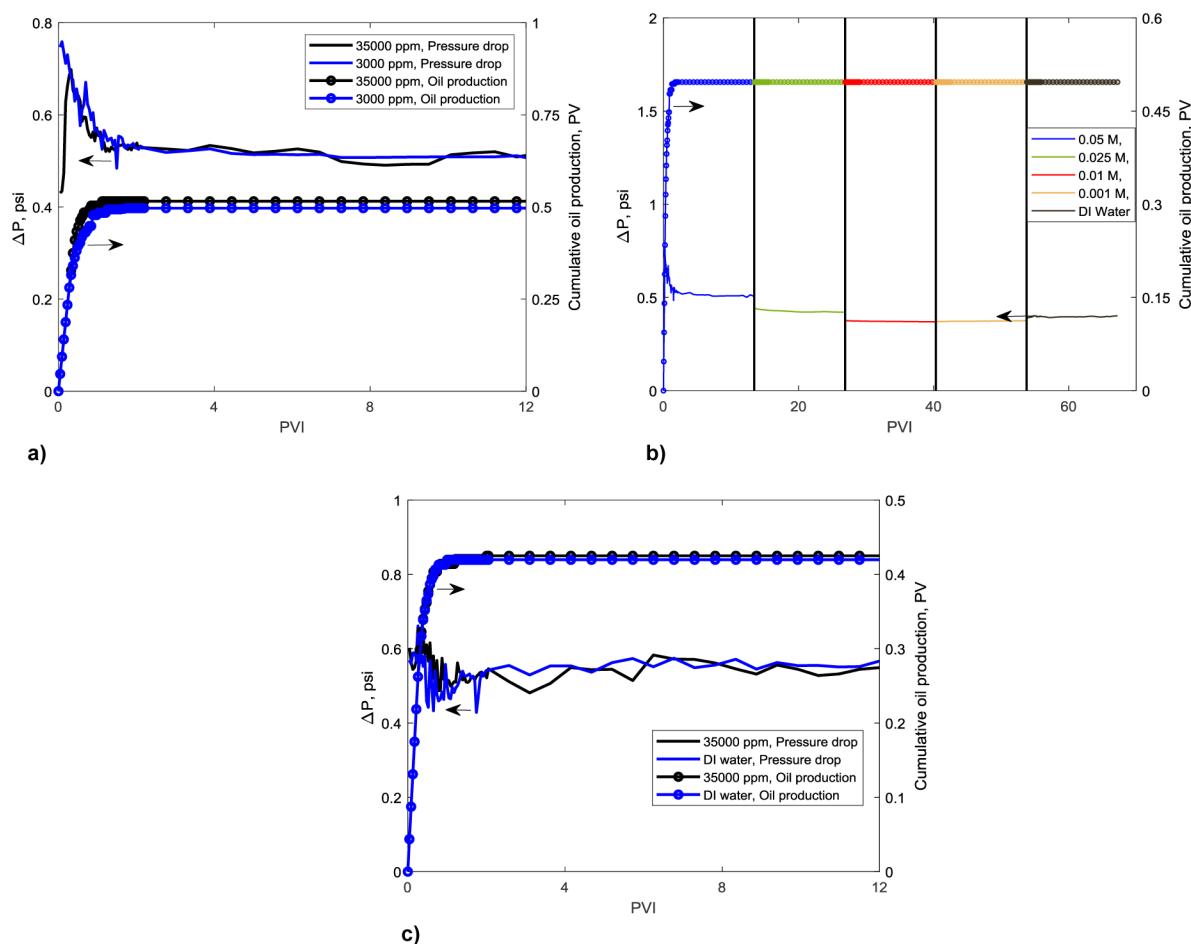 0.8
0.6
0.4
0.2
0
ΔP, psi
1
0.75
0.5
0.25
0
Cumulative oil production, PV
35000 ppm, Pressure drop
3000 ppm, Pressure drop
35000 ppm, Oil production
3000 ppm, Oil production
0 4 8 12
PVI
a)
2
1.5
1
0.5
0
ΔP, psi
0.6
0.45
0.3
0.15
0
Cumulative oil production, PV
0.05 M,
0.025 M,
0.01 M,
0.001 M,
DI Water
0 20 40 60
PVI
b)
1
0.8
0.6
0.4
0.2
0
ΔP, psi
0.5
0.4
0.3
0.2
0.1
0
Cumulative oil production, PV
35000 ppm, Pressure drop
DI water, Pressure drop
35000 ppm, Oil production
DI water, Oil production
0 4 8 12
PVI
c)